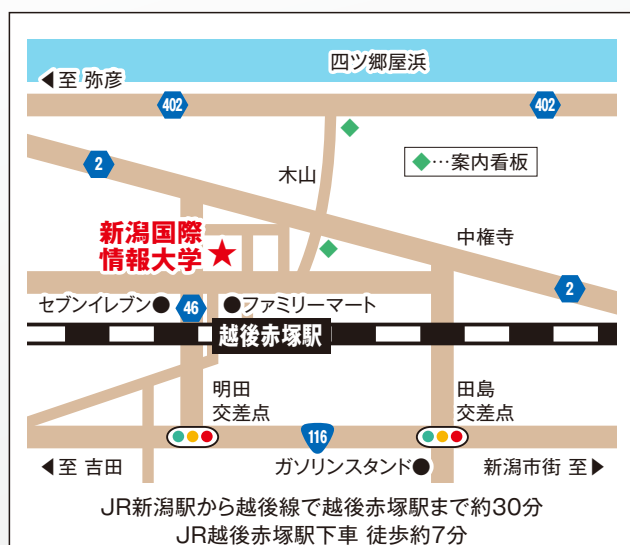 四ツ郷屋浜
◀至 弥彦
402
402
2
◆…案内看板
木山
新潟国際
情報大学
中権寺
2
セブンイレブン●
46
●ファミリーマート
越後赤塚駅
明田
交差点
田島
交差点
116
◀至 吉田
ガソリンスタンド●
新潟市街 至▶
JR新潟駅から越後線で越後赤塚駅まで約30分
JR越後赤塚駅下車 徒歩約7分